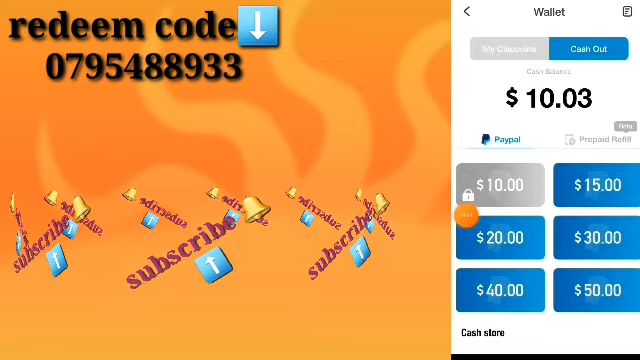 redeem code⬇
0795488933
subscribe
subscribe
subscribe
Wallet
My Clapcoins
Cash Out
Cash Balance
$ 10.03
Beta
Paypal
Prepaid Refill
$10.00
$15.00
$20.00
$30.00
$40.00
$50.00
Cash store